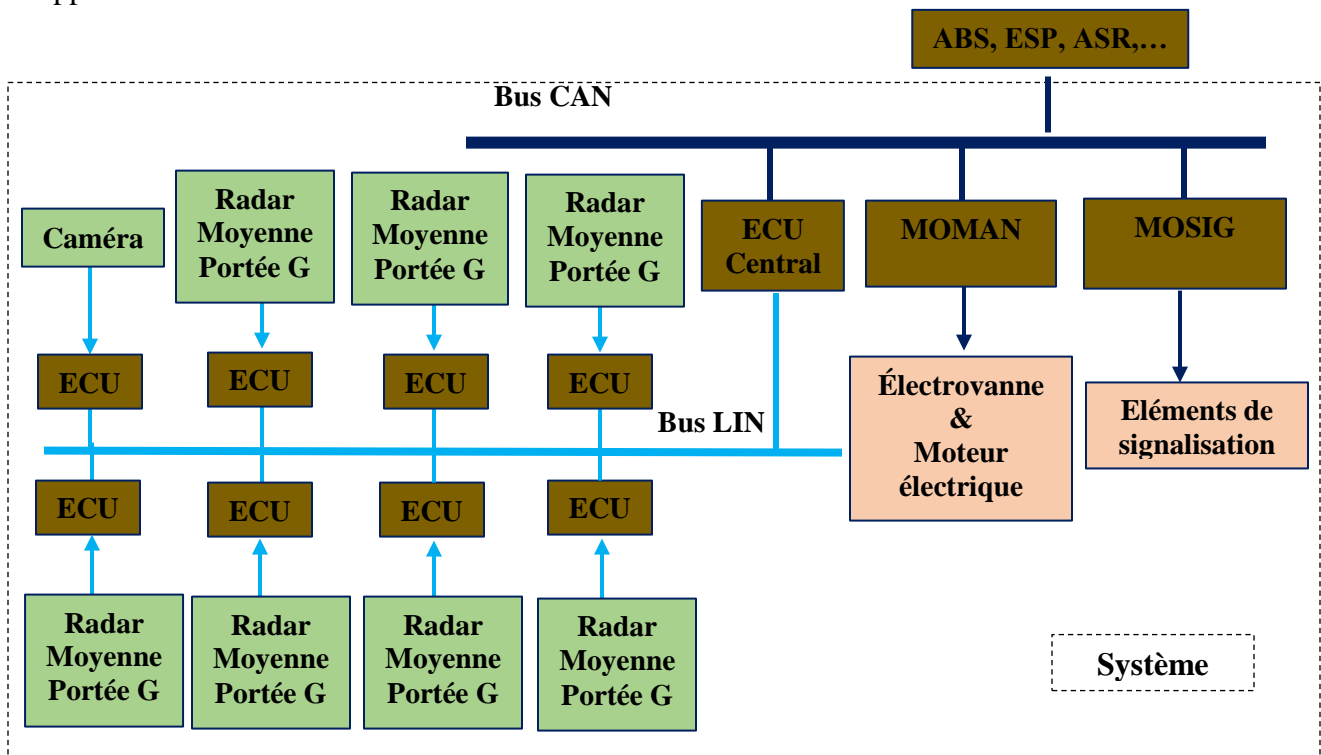 ABS, ESP, ASR,…
Bus CAN
Caméra
Radar
Moyenne
Portée G
Radar
Moyenne
Portée G
Radar
Moyenne
Portée G
ECU
Central
MOMAN
MOSIG
ECU
ECU
ECU
ECU
Électrovanne
&
Moteur
électrique
Eléments de
signalisation
Bus LIN
ECU
ECU
ECU
ECU
Radar
Moyenne
Portée G
Radar
Moyenne
Portée G
Radar
Moyenne
Portée G
Radar
Moyenne
Portée G
Système